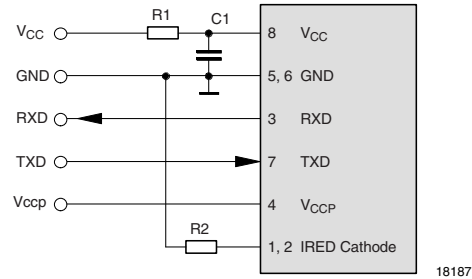 R1 C1
VCC 8 VCC
GND 5, 6 GND
RXD 3 RXD
TXD 7 TXD
Vccp 4 VCCP
R2
1, 2 IRED Cathode
18187